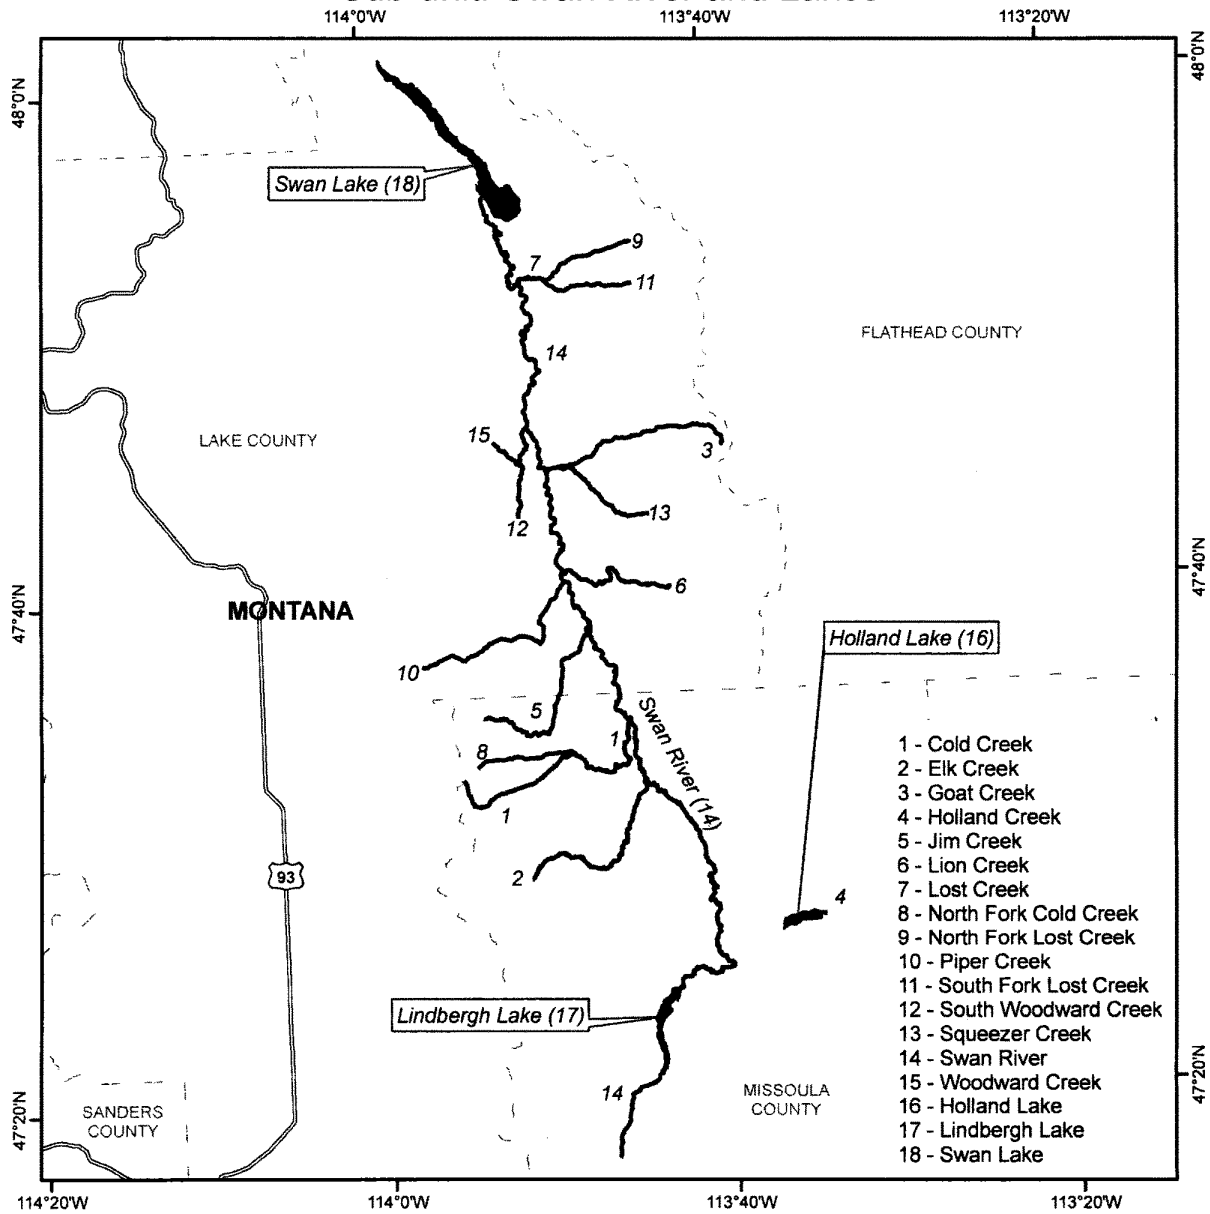 114°0'W
113°40'W
113°20'W
48°0'N
48°0'N
Swan Lake (18)
9
7
11
FLATHEAD COUNTY
14
15
LAKE COUNTY
3
13
12
47°40'N
6
47°40'N
MONTANA
Holland Lake (16)
10
5
Swan River (14)
1
8
1
2
93
4
1 - Cold Creek
2 - Elk Creek
3 - Goat Creek
4 - Holland Creek
5 - Jim Creek
6 - Lion Creek
7 - Lost Creek
8 - North Fork Cold Creek
9 - North Fork Lost Creek
10 - Piper Creek
11 - South Fork Lost Creek
12 - South Woodward Creek
13 - Squeezer Creek
14 - Swan River
15 - Woodward Creek
16 - Holland Lake
17 - Lindbergh Lake
18 - Swan Lake
Lindbergh Lake (17)
14
MISSOULA
COUNTY
47°20'N
SANDERS
COUNTY
47°20'N
114°20'W
114°0'W
113°40'W
113°20'W